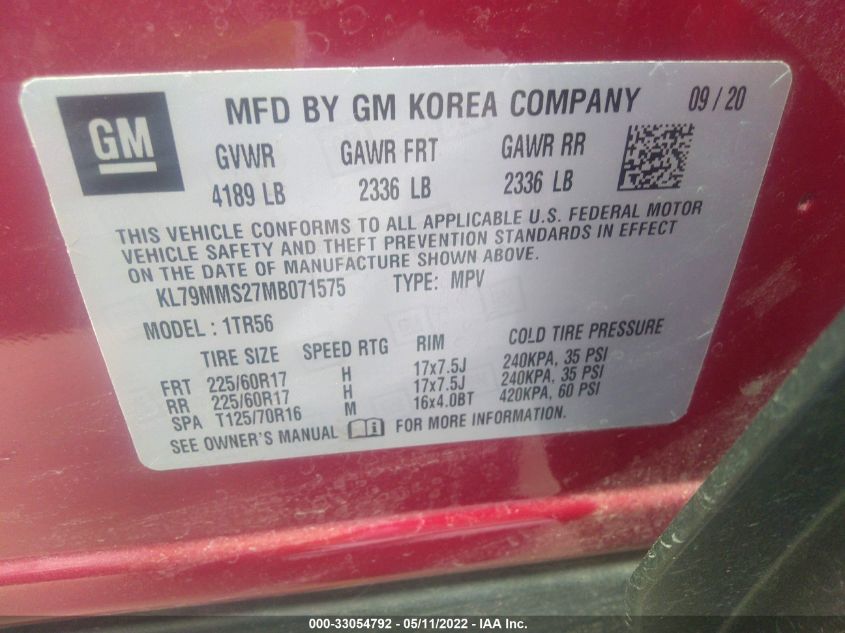 GM
MFD BY GM KOREA COMPANY 09 / 20
GVWR GAWR FRT GAWR RR
4189 LB 2336 LB 2336 LB
THIS VEHICLE CONFORMS TO ALL APPLICABLE U.S. FEDERAL MOTOR
VEHICLE SAFETY AND THEFT PREVENTION STANDARDS IN EFFECT
ON THE DATE OF MANUFACTURE SHOWN ABOVE.
KL79MMS27MB071575 TYPE: MPV
MODEL : 1TR56
TIRE SIZE SPEED RTG RIM COLD TIRE PRESSURE
FRT 225/60R17 H 17x7.5J 240KPA, 35 PSI
RR 225/60R17 H 17x7.5J 240KPA, 35 PSI
SPA T125/70R16 M 16x4.0BT 420KPA, 60 PSI
SEE OWNER'S MANUAL i FOR MORE INFORMATION.
000-33054792 - 05/11/2022 - IAA Inc.